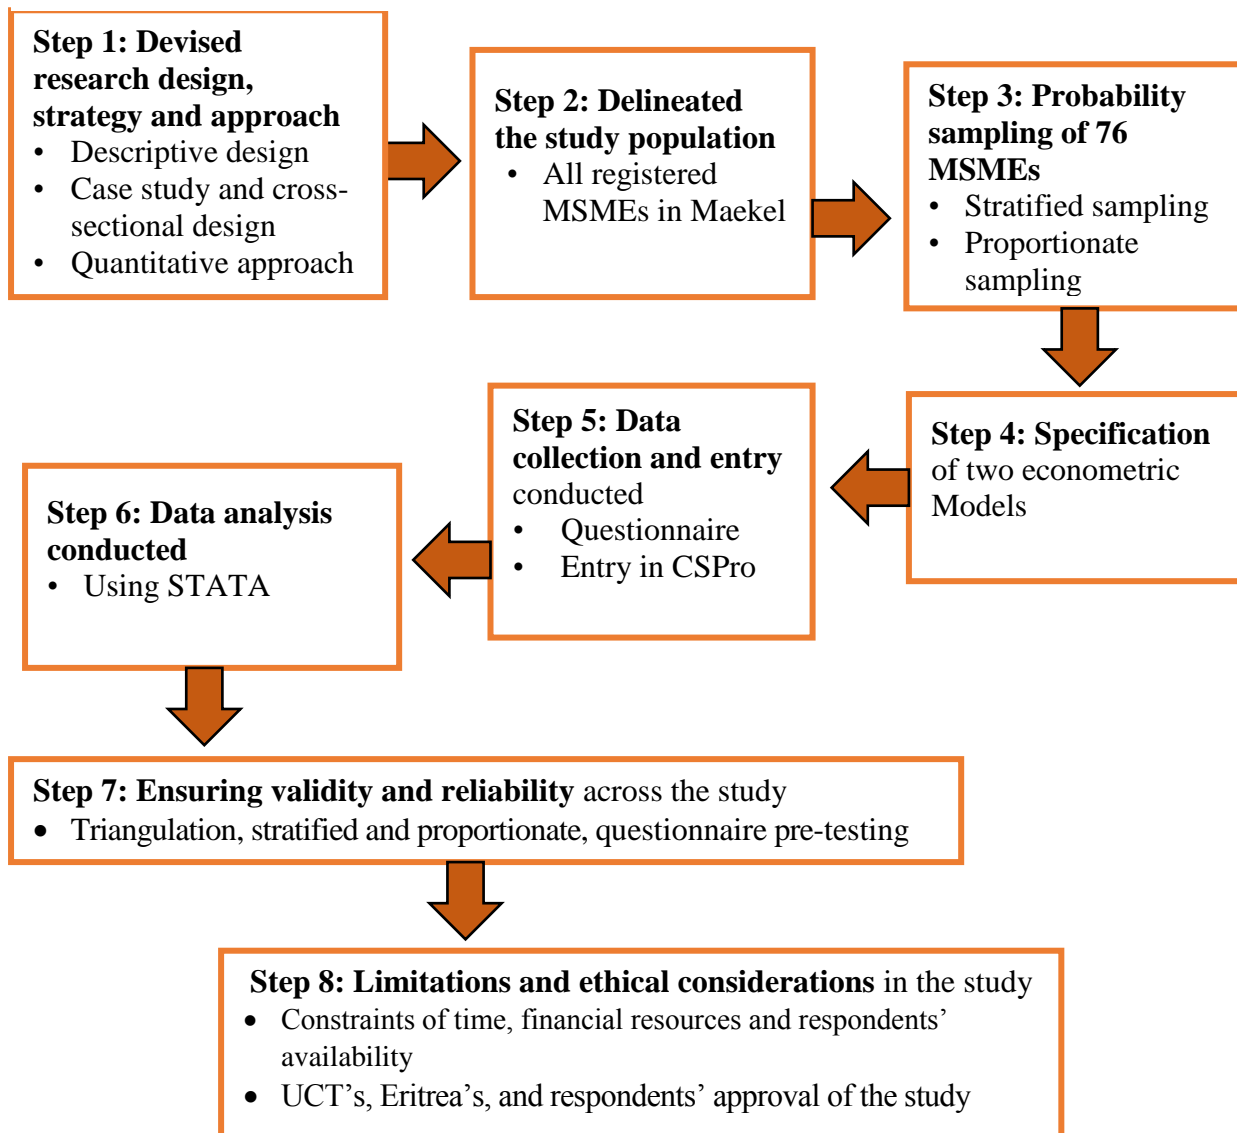 Step 1: Devised
research design,
strategy and approach
• Descriptive design
• Case study and cross-
sectional design
• Quantitative approach
Step 2: Delineated
the study population
• All registered
MSMEs in Maekel
Step 3: Probability
sampling of 76
MSMEs
• Stratified sampling
• Proportionate
sampling
Step 4: Specification
of two econometric
Models
Step 5: Data
collection and entry
conducted
• Questionnaire
• Entry in CSPro
Step 6: Data analysis
conducted
• Using STATA
Step 7: Ensuring validity and reliability across the study
• Triangulation, stratified and proportionate, questionnaire pre-testing
Step 8: Limitations and ethical considerations in the study
• Constraints of time, financial resources and respondents’
availability
• UCT’s, Eritrea’s, and respondents’ approval of the study